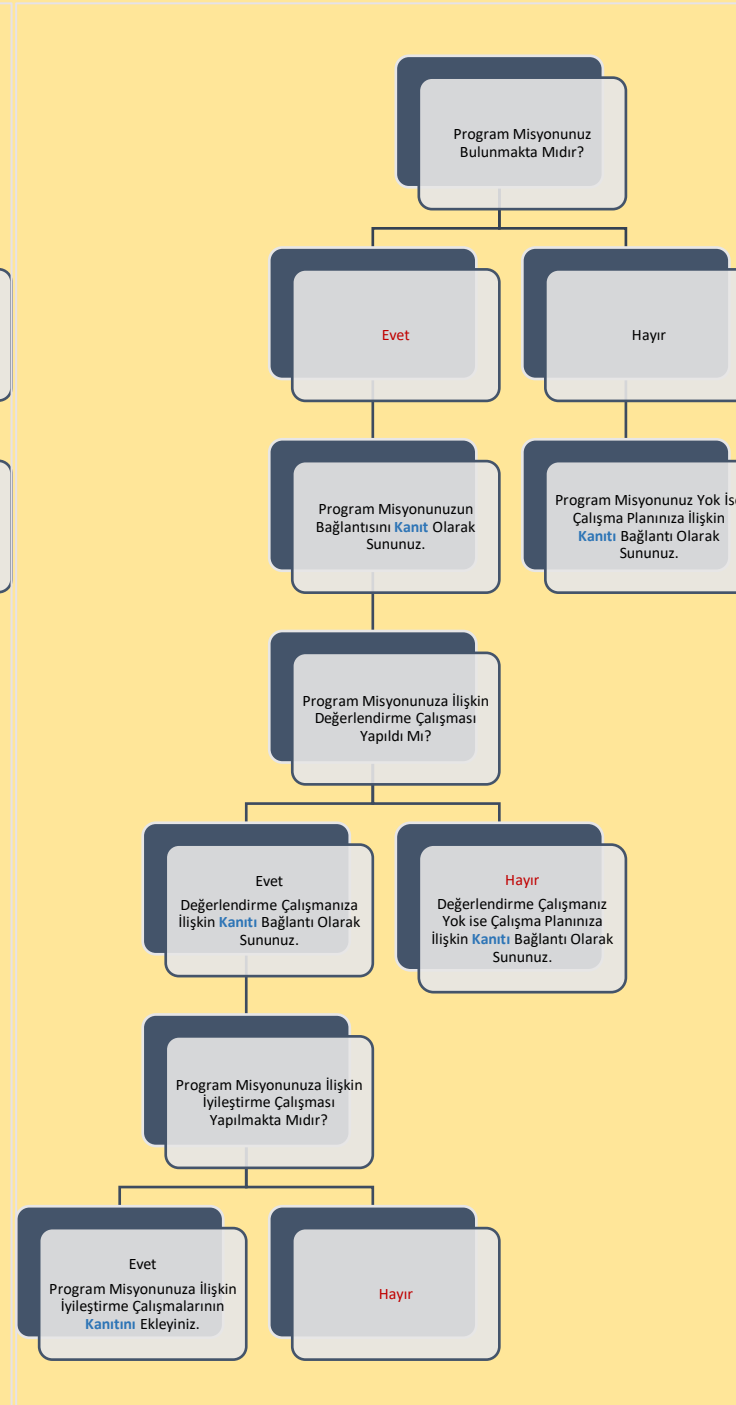 Program Misyonunuz
Bulunmakta Mıdır?
Evet
Hayır
Program Misyonunuzun
Bağlantısını Kanıt Olarak
Sununuz.
Program Misyonunuz Yok İse
Çalışma Planınıza İlişkin
Kanıtı Bağlantı Olarak
Sununuz.
Program Misyonunuza İlişkin
Değerlendirme Çalışması
Yapıldı Mı?
Evet
Değerlendirme Çalışmanıza
İlişkin Kanıtı Bağlantı Olarak
Sununuz.
Hayır
Değerlendirme Çalışmanız
Yok ise Çalışma Planınıza
İlişkin Kanıtı Bağlantı Olarak
Sununuz.
Program Misyonunuza İlişkin
İyileştirme Çalışması
Yapılmakta Mıdır?
Evet
Program Misyonunuza İlişkin
İyileştirme Çalışmalarının
Kanıtını Ekleyiniz.
Hayır